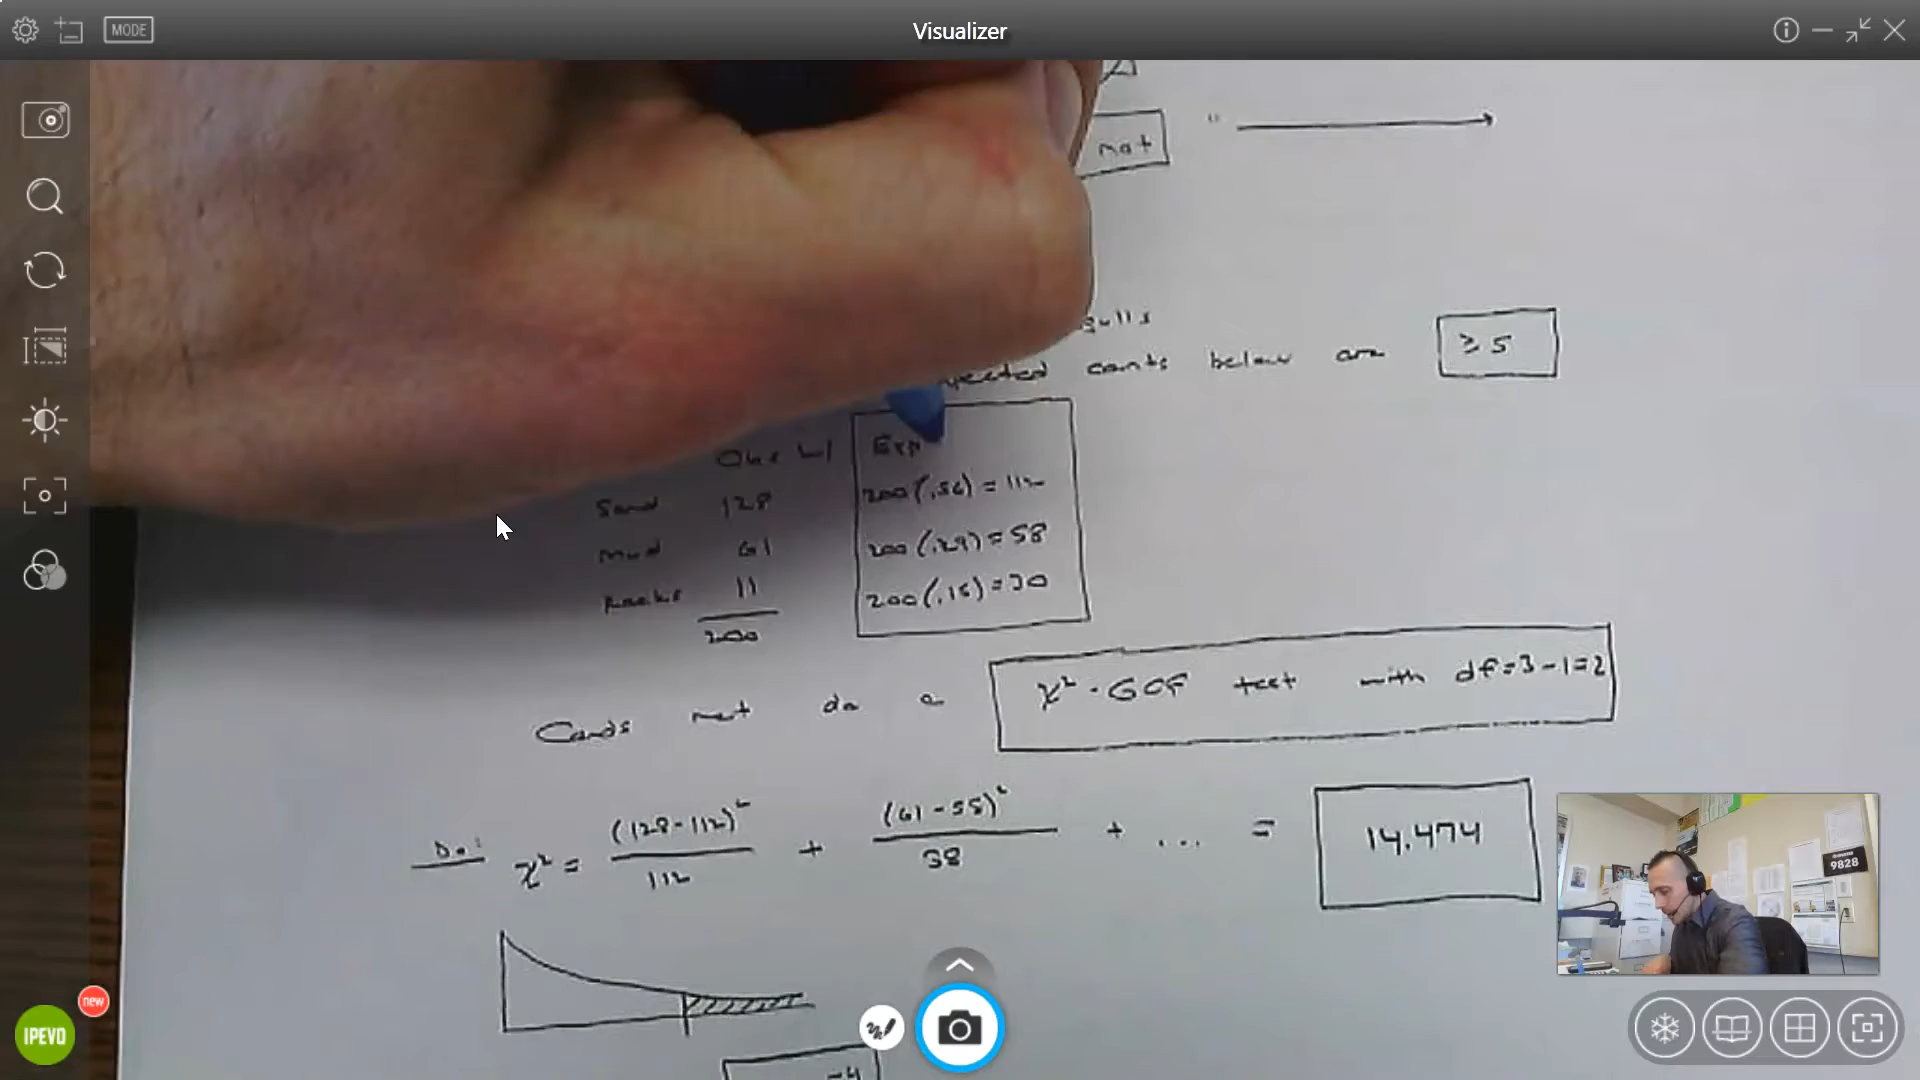 MODE
Visualizer
not
gulls
counts below are ≥ 5
Obs w/ Exp
Sand 128 200(.56) = 112
Mud 61 200(.29) = 58
Rocks 11 200(.15) = 30
200
Conds met do a χ² - GOF test with df = 3 - 1 = 2
Do: χ² = (128-112)²/112 + (61-58)²/58 + ... = 14.474
9828
new
IPEVO
-4